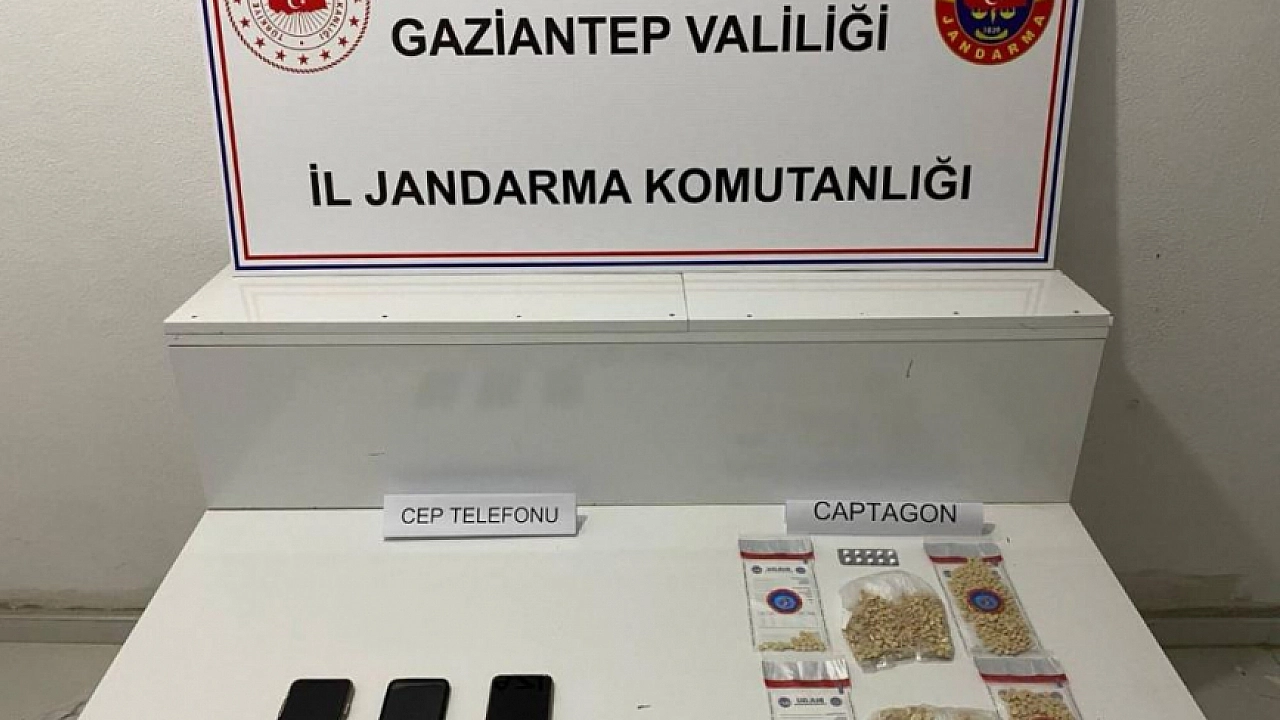 GAZİANTEP VALİLİĞİ
JANDARMA
İL JANDARMA KOMUTANLIĞI
CEP TELEFONU
CAPTAGON